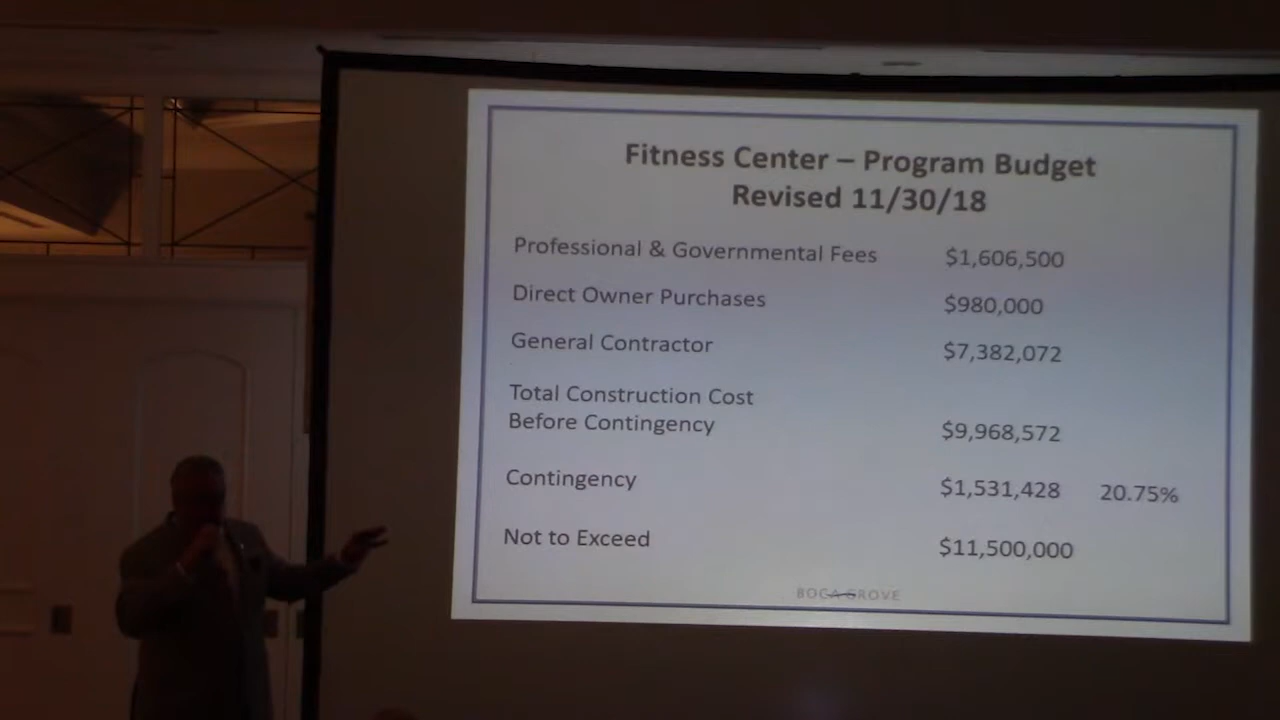 Fitness Center – Program Budget
Revised 11/30/18
Professional & Governmental Fees $1,606,500
Direct Owner Purchases $980,000
General Contractor $7,382,072
Total Construction Cost
Before Contingency $9,968,572
Contingency $1,531,428 20.75%
Not to Exceed $11,500,000
BOCA GROVE